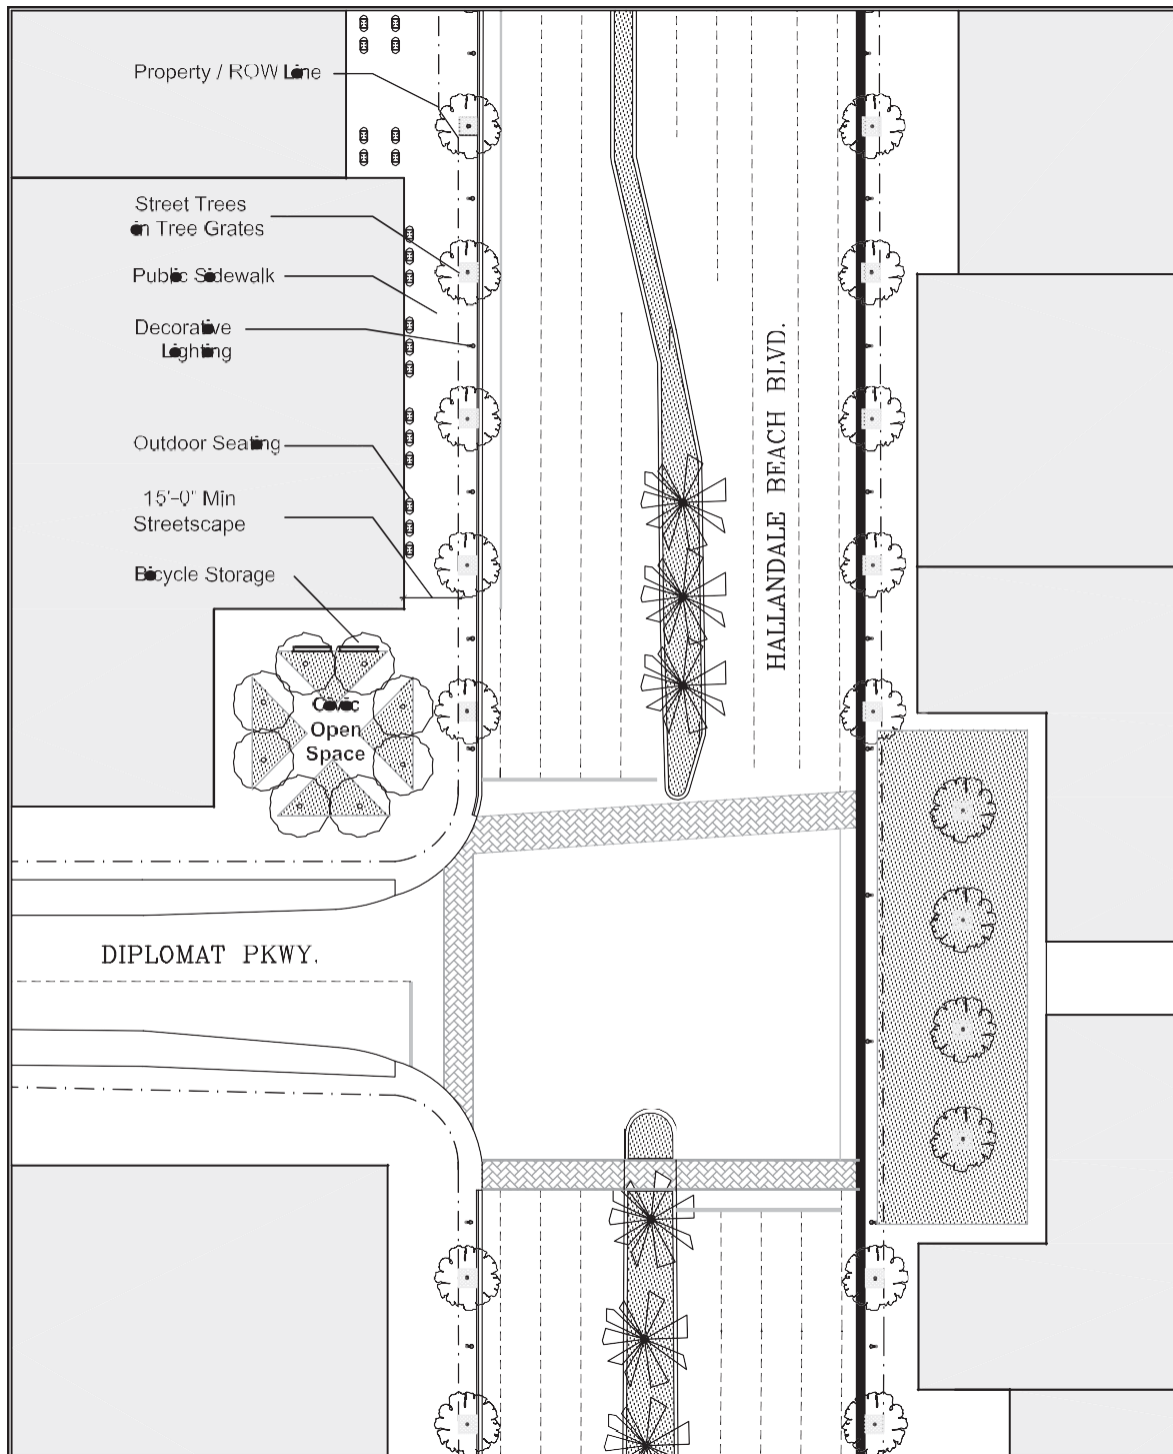 Property / ROW Line
Street Trees
in Tree Grates
Public Sidewalk
Decorative
Lighting
Outdoor Seating
15'-0" Min
Streetscape
Bicycle Storage
Civic
Open
Space
HALLANDALE BEACH BLVD.
DIPLOMAT PKWY.